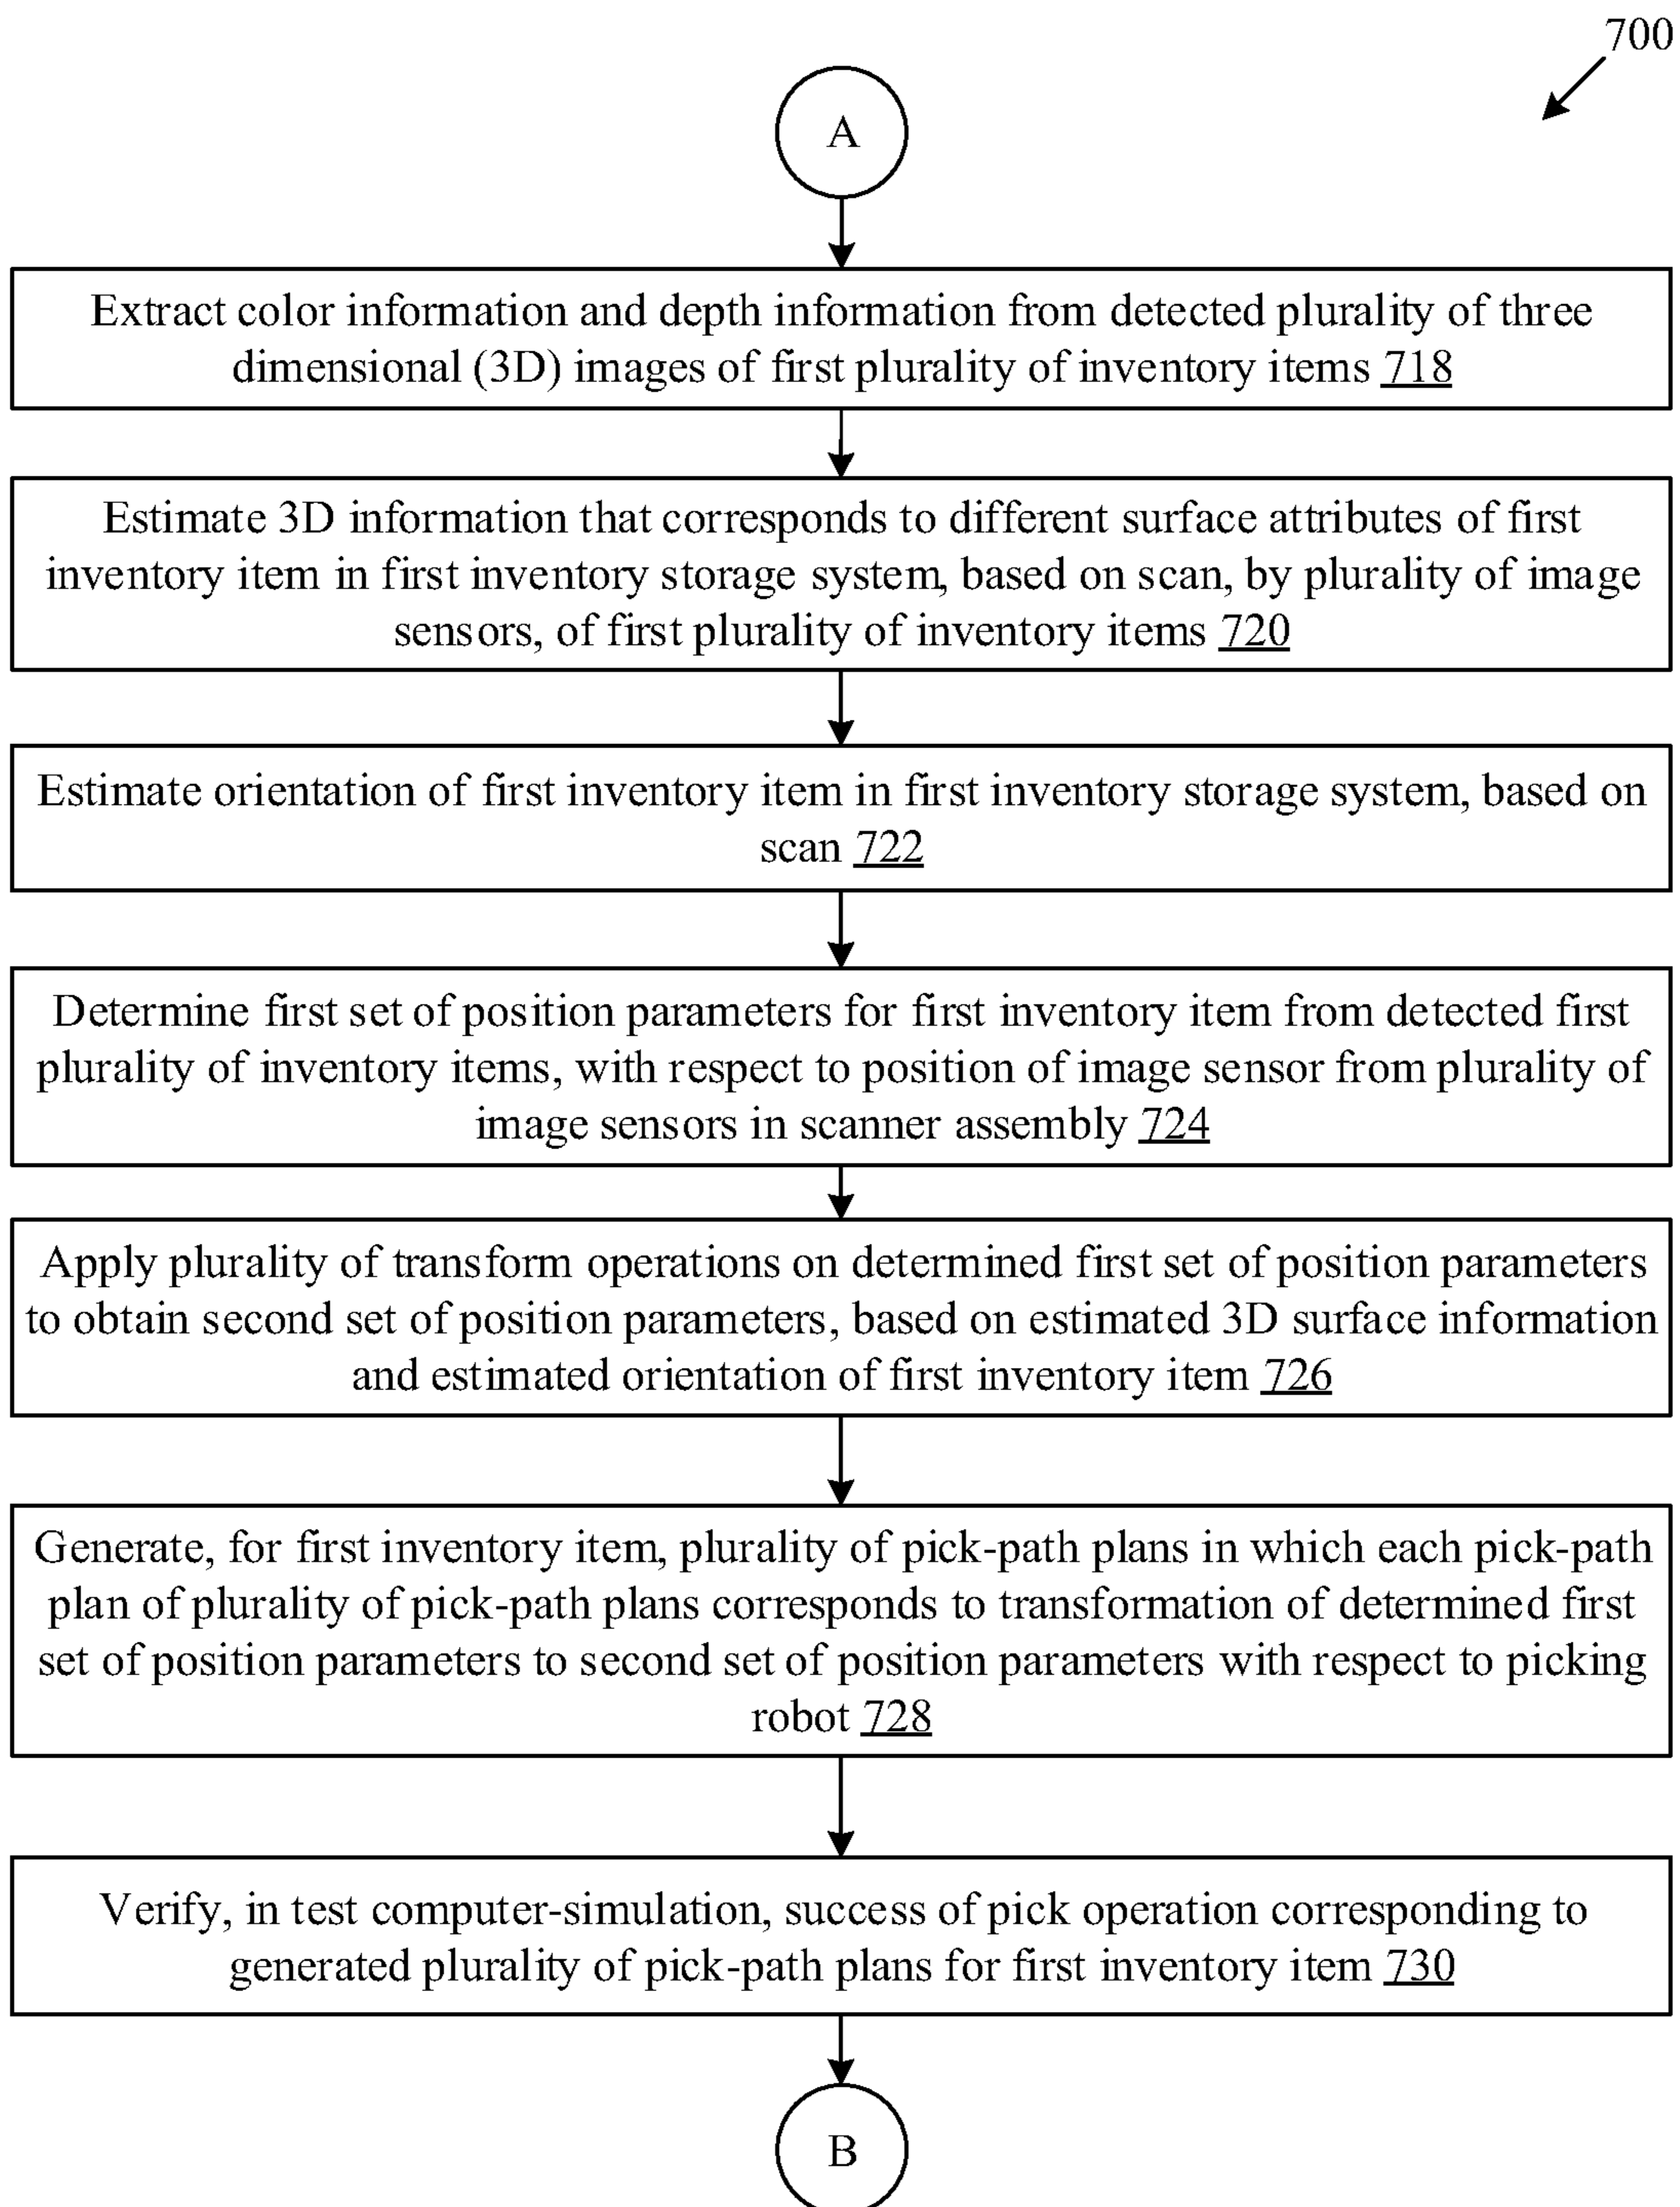 700
A
Extract color information and depth information from detected plurality of three
dimensional (3D) images of first plurality of inventory items 718
Estimate 3D information that corresponds to different surface attributes of first
inventory item in first inventory storage system, based on scan, by plurality of image
sensors, of first plurality of inventory items 720
Estimate orientation of first inventory item in first inventory storage system, based on
scan 722
Determine first set of position parameters for first inventory item from detected first
plurality of inventory items, with respect to position of image sensor from plurality of
image sensors in scanner assembly 724
Apply plurality of transform operations on determined first set of position parameters
to obtain second set of position parameters, based on estimated 3D surface information
and estimated orientation of first inventory item 726
Generate, for first inventory item, plurality of pick-path plans in which each pick-path
plan of plurality of pick-path plans corresponds to transformation of determined first
set of position parameters to second set of position parameters with respect to picking
robot 728
Verify, in test computer-simulation, success of pick operation corresponding to
generated plurality of pick-path plans for first inventory item 730
B